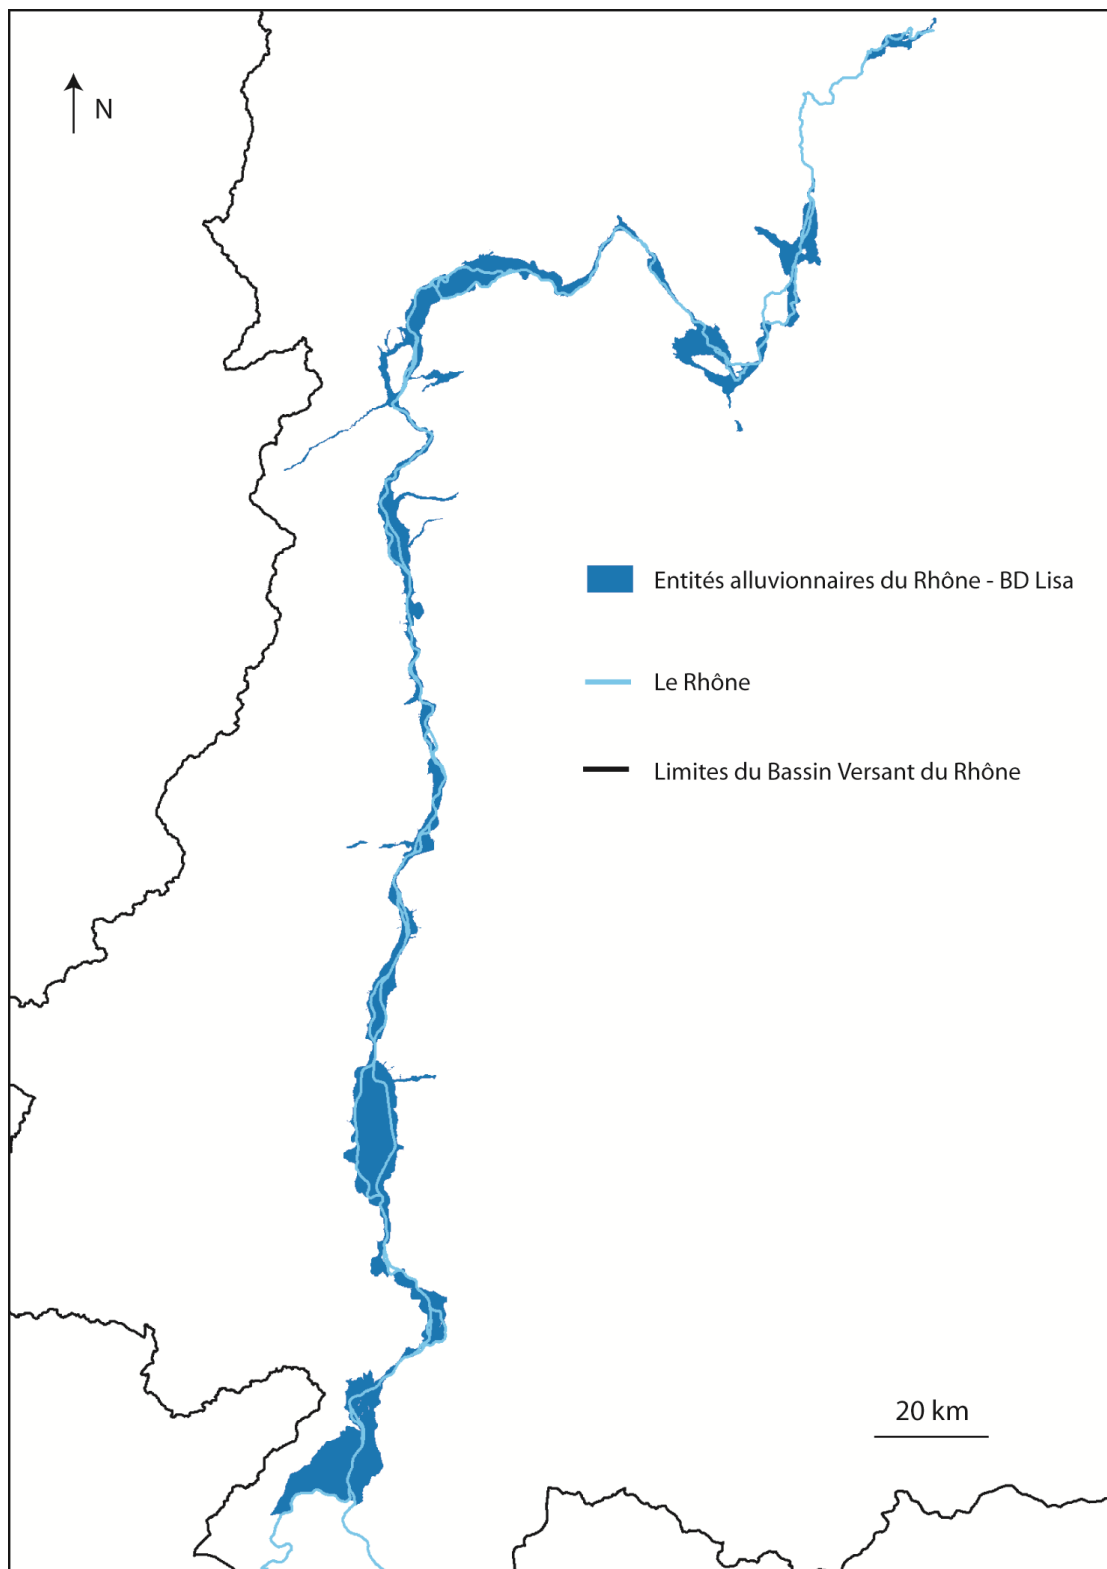 N
Entités alluvionnaires du Rhône - BD Lisa
Le Rhône
Limites du Bassin Versant du Rhône
20 km